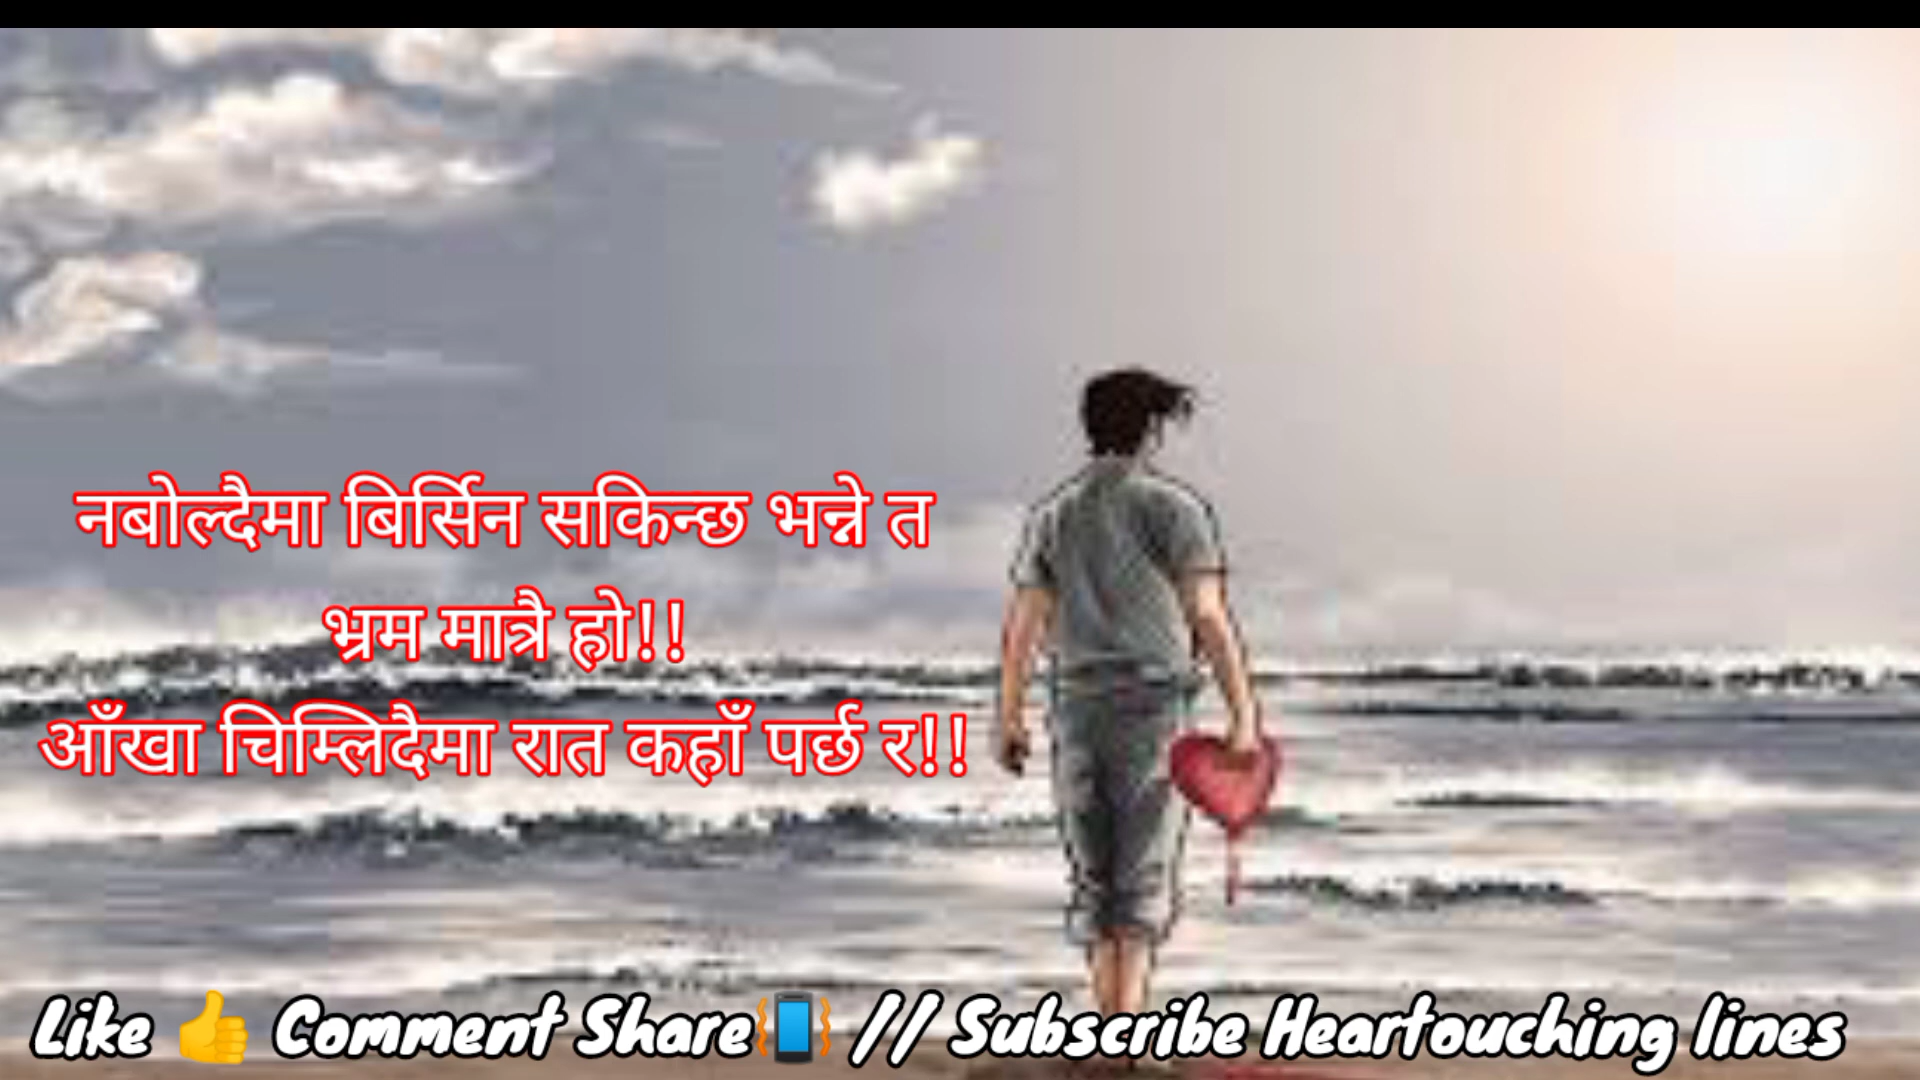 नबोल्दैमा बिर्सिन सकिन्छ भन्ने त
भ्रम मात्रै हो!!
आँखा चिम्लिदैमा रात कहाँ पर्छ र!!
Like 👍 Comment Share📳 // Subscribe Heartouching lines